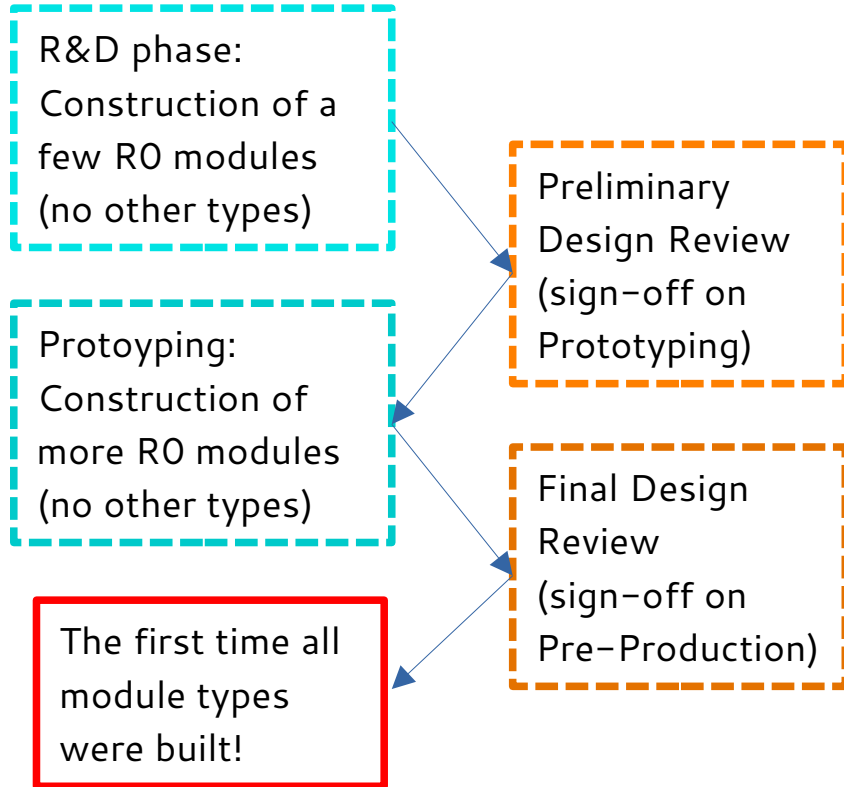 R&D phase:
Construction of a
few R0 modules
(no other types)
Preliminary
Design Review
(sign-off on
Prototyping)
Protoyping:
Construction of
more R0 modules
(no other types)
Final Design
Review
(sign-off on
Pre-Production)
The first time all
module types
were built!